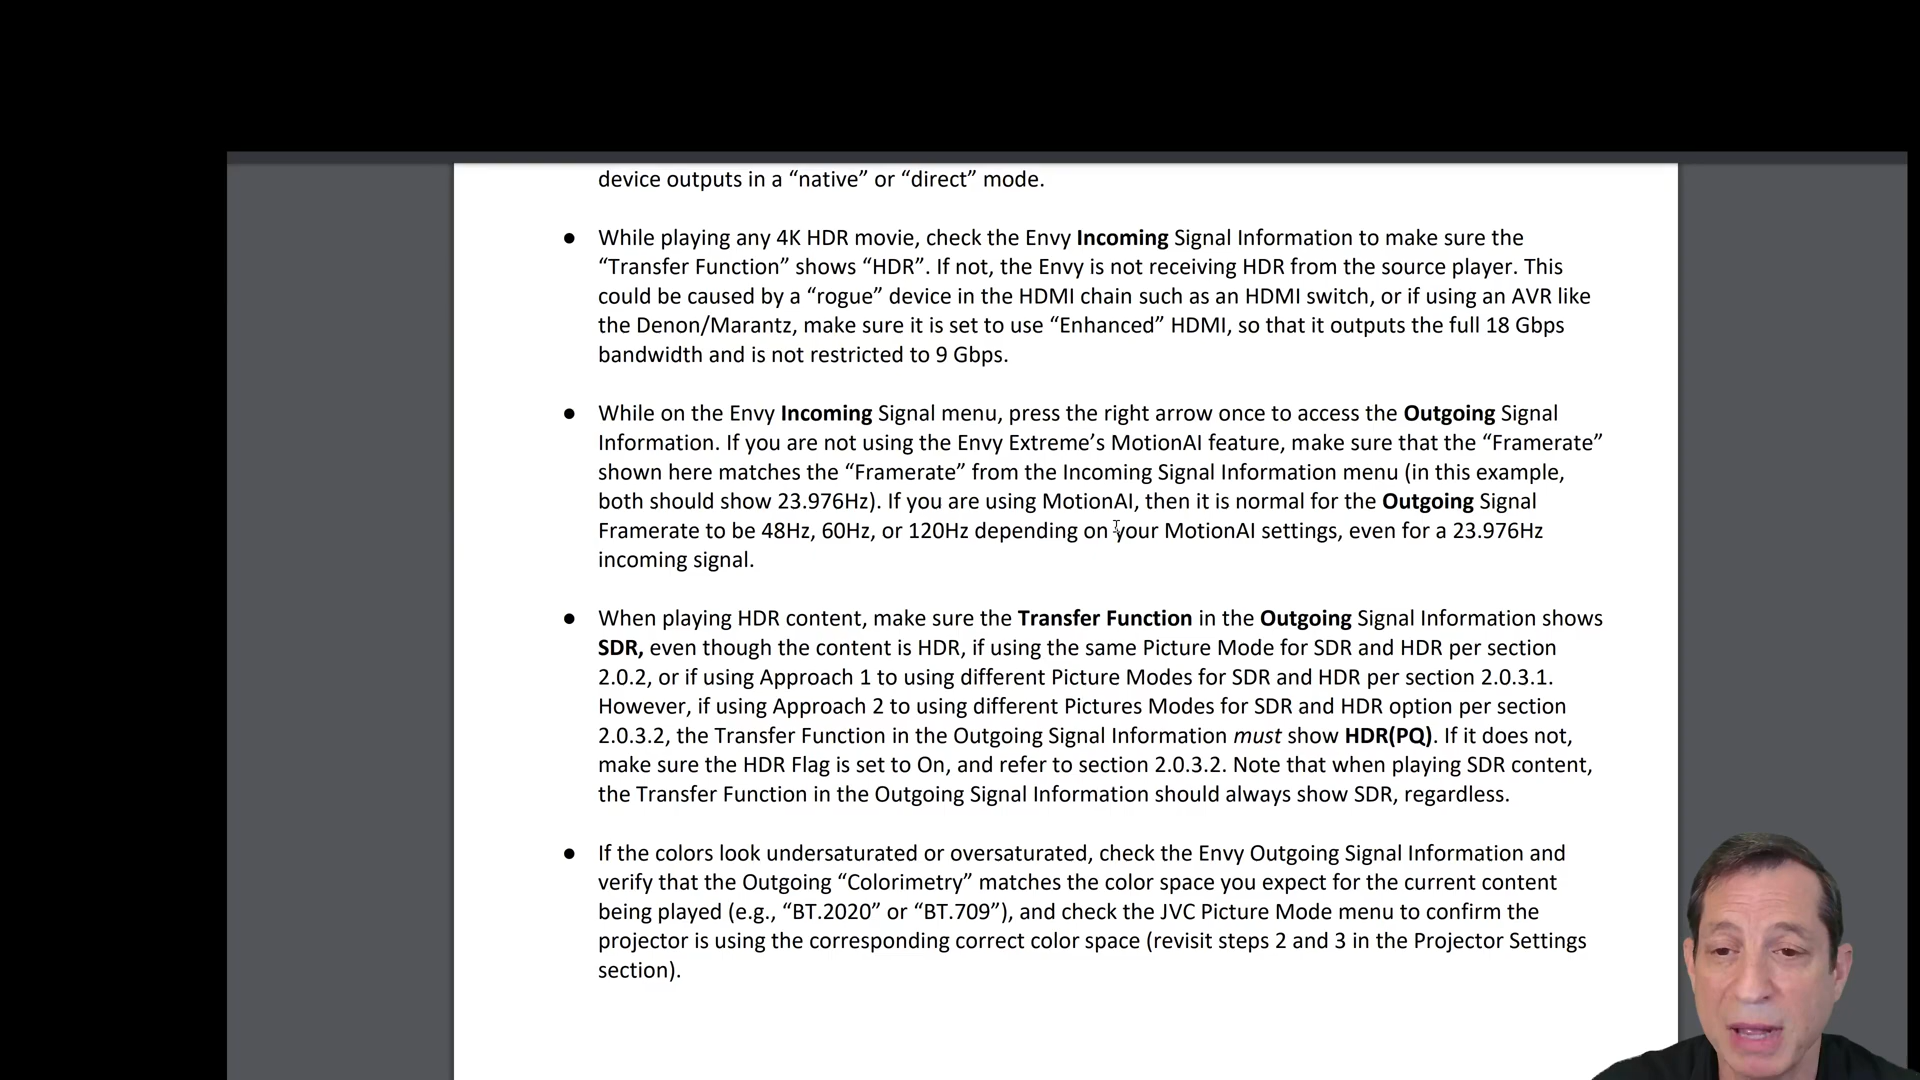 device outputs in a “native” or “direct” mode.
● While playing any 4K HDR movie, check the Envy Incoming Signal Information to make sure the
“Transfer Function” shows “HDR”. If not, the Envy is not receiving HDR from the source player. This
could be caused by a “rogue” device in the HDMI chain such as an HDMI switch, or if using an AVR like
the Denon/Marantz, make sure it is set to use “Enhanced” HDMI, so that it outputs the full 18 Gbps
bandwidth and is not restricted to 9 Gbps.
● While on the Envy Incoming Signal menu, press the right arrow once to access the Outgoing Signal
Information. If you are not using the Envy Extreme’s MotionAI feature, make sure that the “Framerate”
shown here matches the “Framerate” from the Incoming Signal Information menu (in this example,
both should show 23.976Hz). If you are using MotionAI, then it is normal for the Outgoing Signal
Framerate to be 48Hz, 60Hz, or 120Hz depending on your MotionAI settings, even for a 23.976Hz
incoming signal.
● When playing HDR content, make sure the Transfer Function in the Outgoing Signal Information shows
SDR, even though the content is HDR, if using the same Picture Mode for SDR and HDR per section
2.0.2, or if using Approach 1 to using different Picture Modes for SDR and HDR per section 2.0.3.1.
However, if using Approach 2 to using different Pictures Modes for SDR and HDR option per section
2.0.3.2, the Transfer Function in the Outgoing Signal Information must show HDR(PQ). If it does not,
make sure the HDR Flag is set to On, and refer to section 2.0.3.2. Note that when playing SDR content,
the Transfer Function in the Outgoing Signal Information should always show SDR, regardless.
● If the colors look undersaturated or oversaturated, check the Envy Outgoing Signal Information and
verify that the Outgoing “Colorimetry” matches the color space you expect for the current content
being played (e.g., “BT.2020” or “BT.709”), and check the JVC Picture Mode menu to confirm the
projector is using the corresponding correct color space (revisit steps 2 and 3 in the Projector Settings
section).